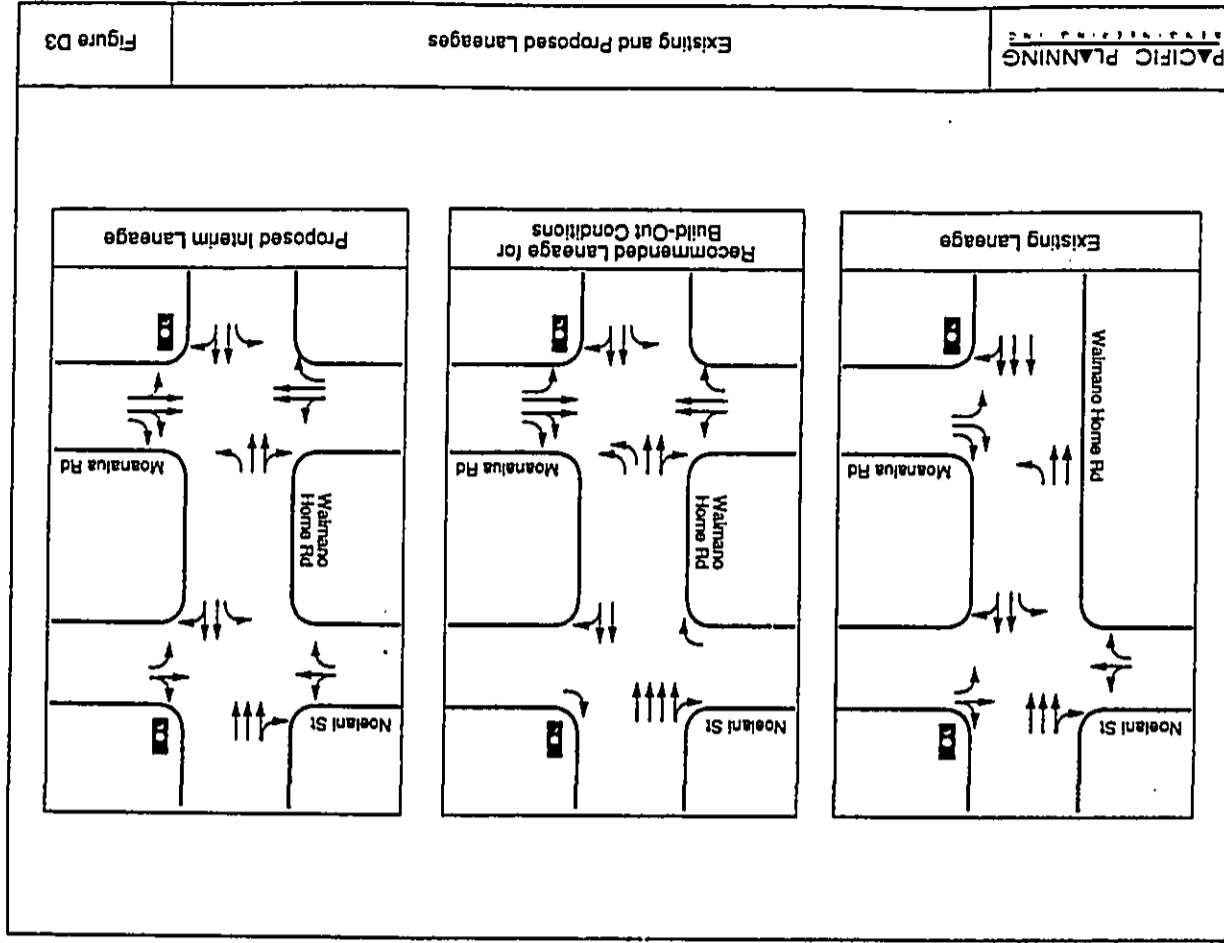 Noelani St
Moanalua Rd
Waimano Home Rd
Existing Laneage
Noelani St
Waimano
Home Rd
Moanalua Rd
Recommended Laneage for
Build-Out Conditions
Noelani St
Waimano
Home Rd
Moanalua Rd
Proposed Interim Laneage
PACIFIC PLANNING
Existing and Proposed Laneages
Figure D3